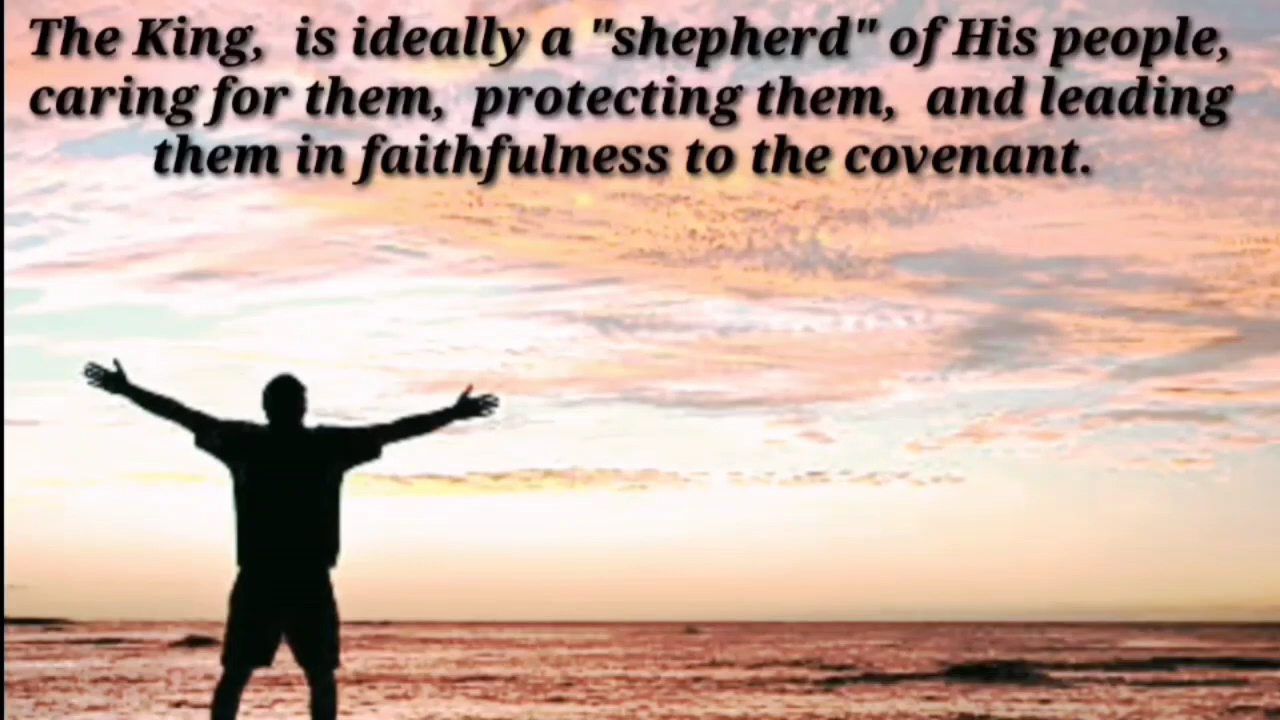 The King, is ideally a "shepherd" of His people,
caring for them, protecting them, and leading
them in faithfulness to the covenant.